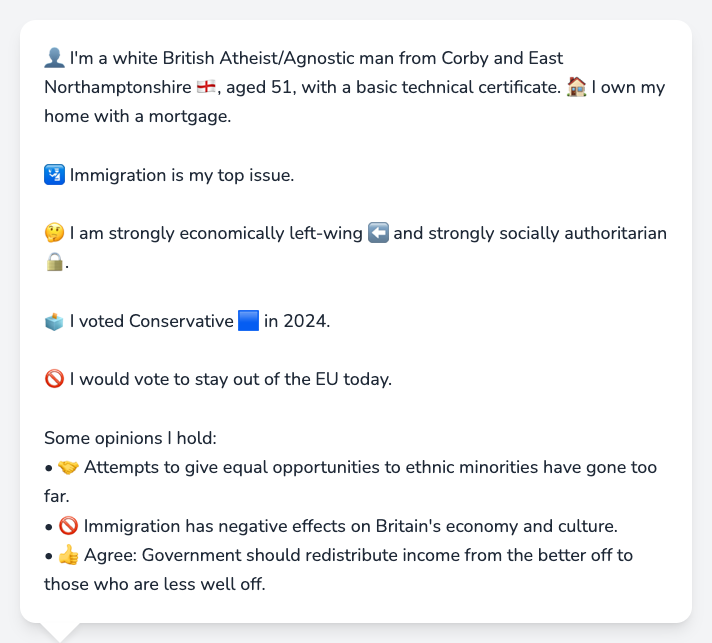 👤 I'm a white British Atheist/Agnostic man from Corby and East
Northamptonshire 🏴󠁧󠁢󠁥󠁮󠁧󠁿, aged 51, with a basic technical certificate. 🏠 I own my
home with a mortgage.
🛂 Immigration is my top issue.
🤔 I am strongly economically left-wing ⬅️ and strongly socially authoritarian
🔒.
🗳️ I voted Conservative 🟦 in 2024.
🚫 I would vote to stay out of the EU today.
Some opinions I hold:
• 🤝 Attempts to give equal opportunities to ethnic minorities have gone too
far.
• 🚫 Immigration has negative effects on Britain's economy and culture.
• 👍 Agree: Government should redistribute income from the better off to
those who are less well off.